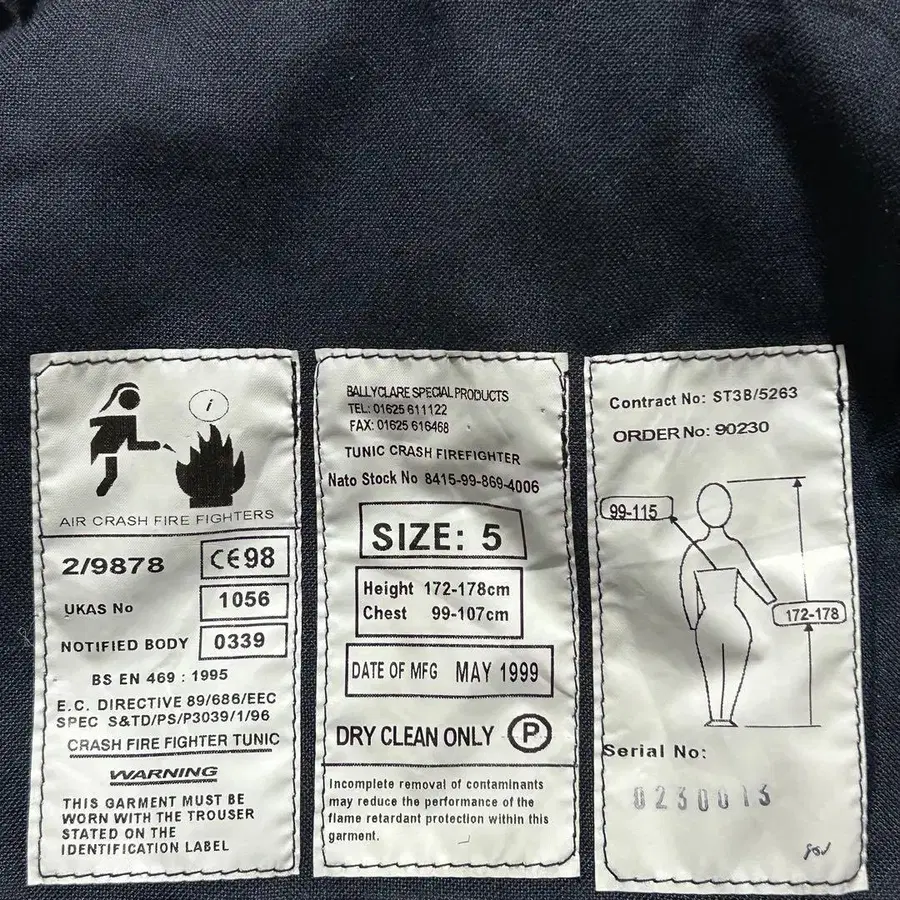 i
AIR CRASH FIRE FIGHTERS
2/9878
CE98
UKAS No
1056
NOTIFIED BODY
0339
BS EN 469 : 1995
E.C. DIRECTIVE 89/686/EEC
SPEC S&TD/PS/P3039/1/96
CRASH FIRE FIGHTER TUNIC
WARNING
THIS GARMENT MUST BE
WORN WITH THE TROUSER
STATED ON THE
IDENTIFICATION LABEL
BALLYCLARE SPECIAL PRODUCTS
TEL: 01625 611122
FAX: 01625 616468
TUNIC CRASH FIREFIGHTER
Nato Stock No 8415-99-869-4006
SIZE: 5
Height 172-178cm
Chest 99-107cm
DATE OF MFG MAY 1999
DRY CLEAN ONLY P
Incomplete removal of contaminants
may reduce the performance of the
flame retardant protection within this
garment.
Contract No: ST3B/5263
ORDER No: 90230
99-115
172-178
Serial No:
0230013